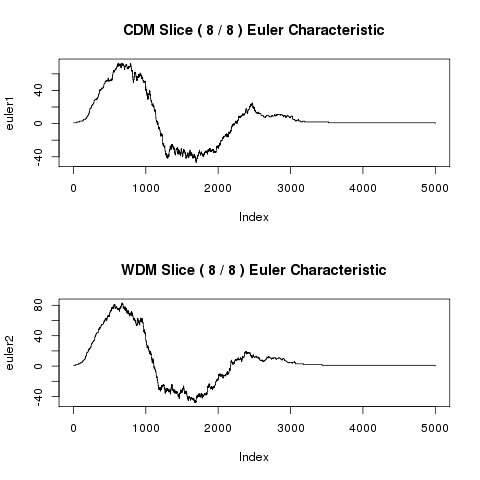 CDM Slice ( 8 / 8 ) Euler Characteristic
euler1
40
0
-40
0 1000 2000 3000 4000 5000
Index
WDM Slice ( 8 / 8 ) Euler Characteristic
euler2
80
40
0
-40
0 1000 2000 3000 4000 5000
Index